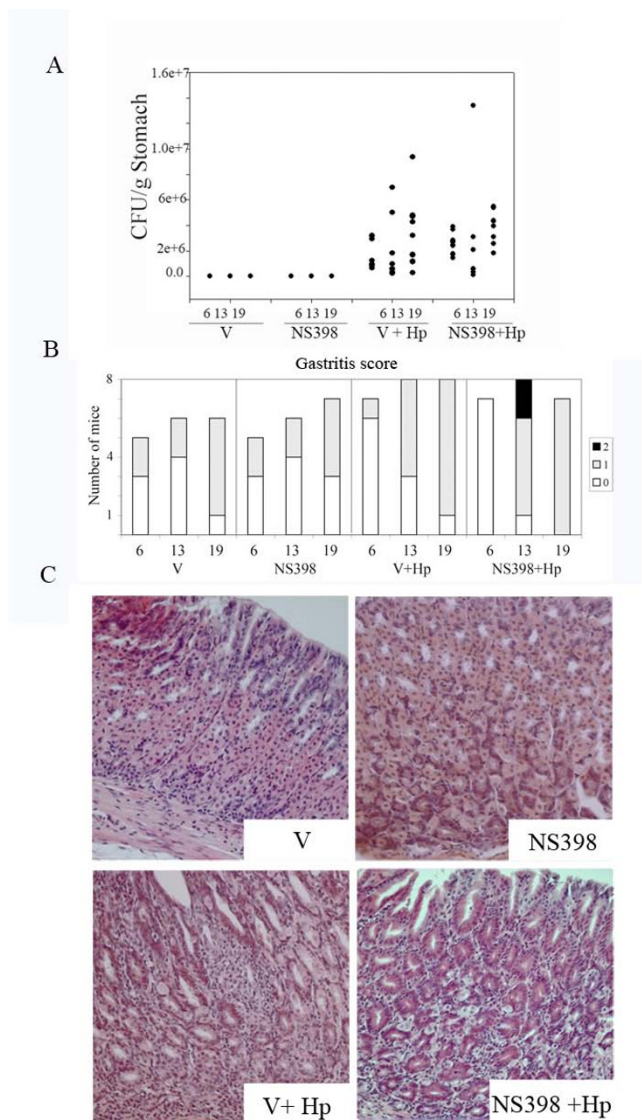 A
1.6e+7
1.0e+7
6e+6
2e+6
0.0
CFU/g Stomach
6 13 19 6 13 19 6 13 19 6 13 19
V NS398 V + Hp NS398+Hp
B
Gastritis score
8
4
1
Number of mice
2
1
0
6 13 19 6 13 19 6 13 19 6 13 19
V NS398 V+Hp NS398+Hp
C
V
NS398
V+ Hp
NS398 +Hp